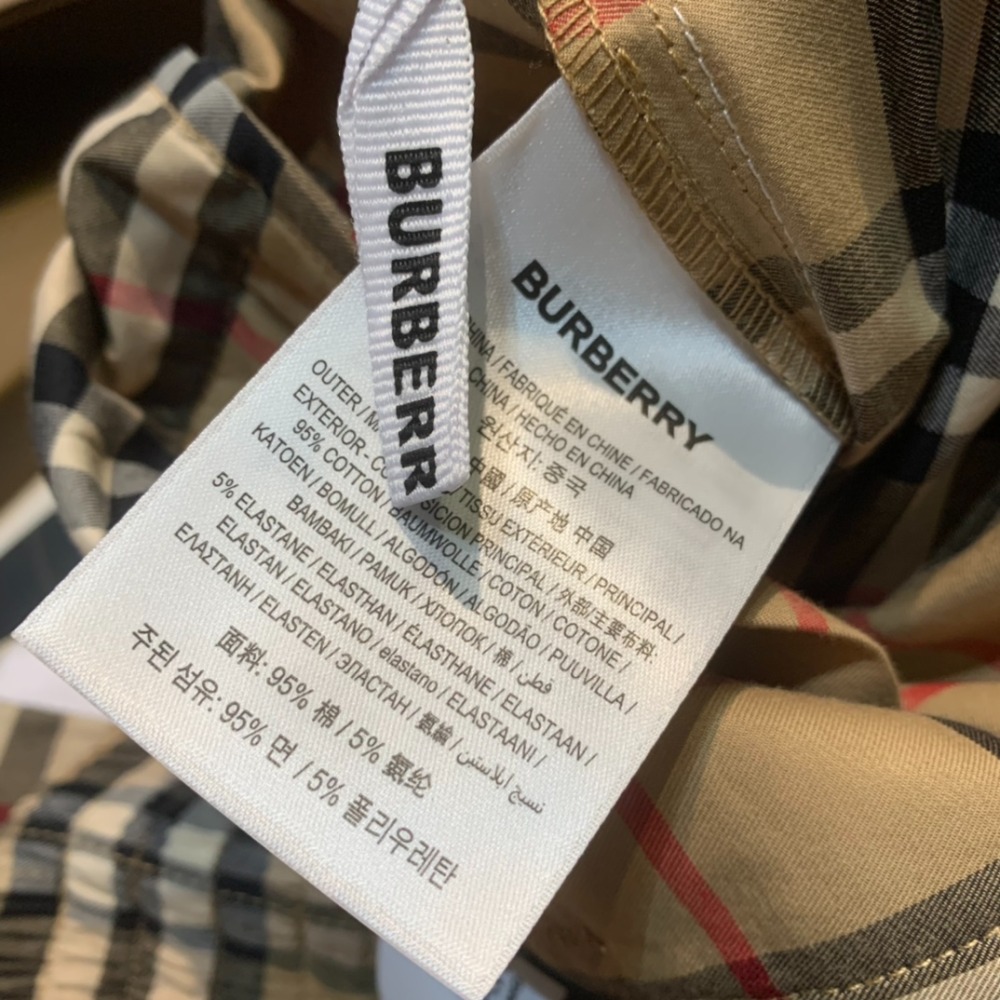 BURBERR
BURBERRY
CHINA / FABRIQUÉ EN CHINE / FABRICADO NA
CHINA / HECHO EN CHINA
원산지: 중국
中國 / 原产地 中国
OUTER /
EXTERIOR - TISSU EXTÉRIEUR / PRINCIPAL /
PRINCIPAL / 外部主要布料:
95% COTTON / BAUMWOLLE / COTON / COTONE /
KATOEN / BOMULL / ALGODÓN / ALGODÃO / PUUVILLA /
BAMBAKI / PAMUK / ХЛОПОК / 棉 / قطن
5% ELASTANE / ELASTHAN / ÉLASTHANE / ELASTAAN /
ELASTAN / ELASTANO / elastano / ELASTAANI /
ΕΛΑΣΤΑΝΗ / ELASTEN / ЭЛАСТАН / 氨綸 / نسيج إيلاستين
面料: 95% 棉 / 5% 氨纶
주된 섬유: 95% 면 / 5% 폴리우레탄